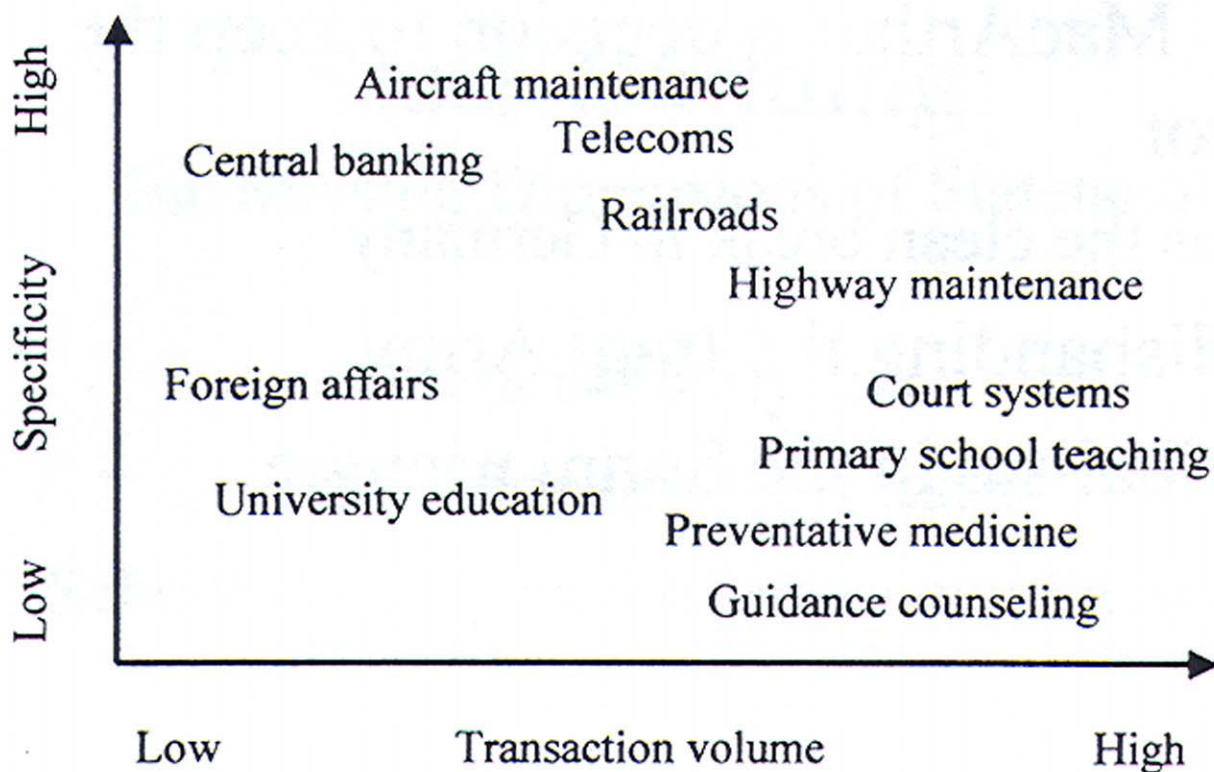 High
Specificity
Low
Aircraft maintenance
Telecoms
Central banking
Railroads
Highway maintenance
Foreign affairs
Court systems
Primary school teaching
University education
Preventative medicine
Guidance counseling
Low Transaction volume High